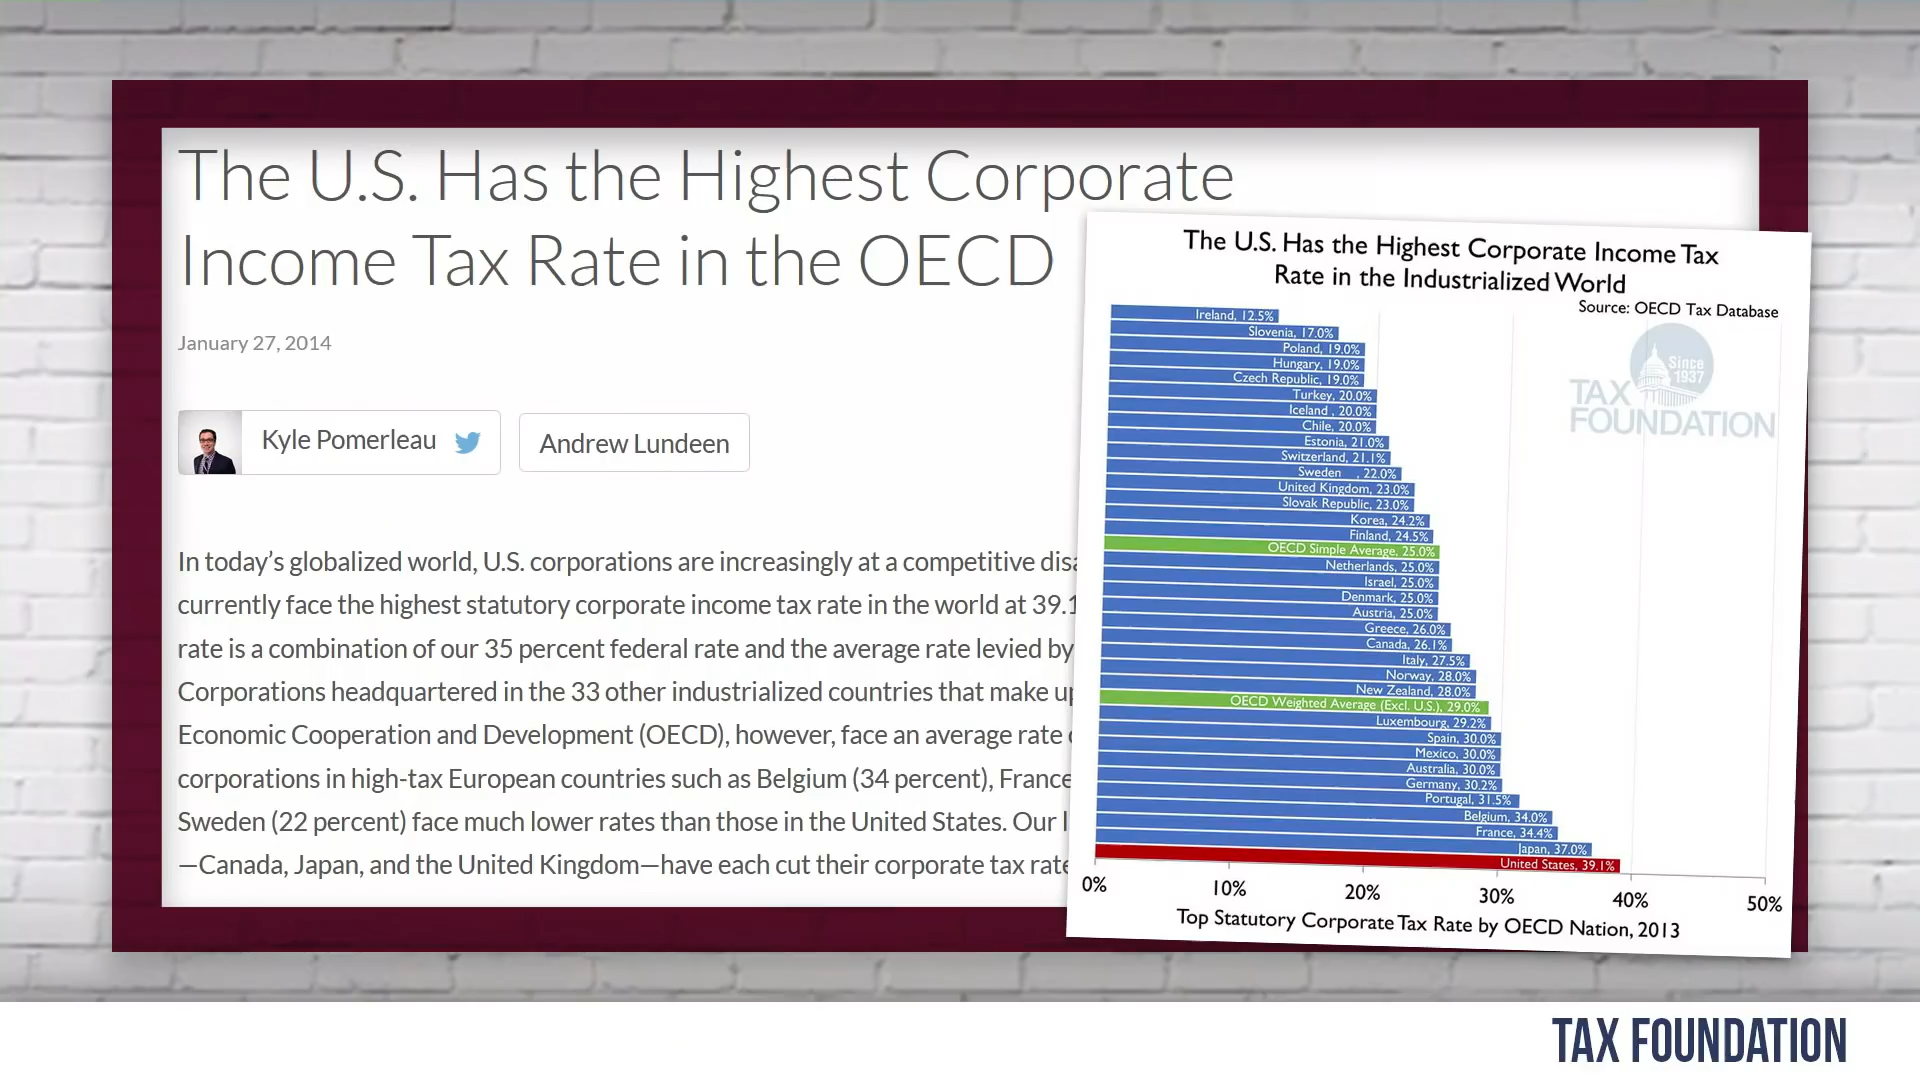 The U.S. Has the Highest Corporate
Income Tax Rate in the OECD
January 27, 2014
Kyle Pomerleau
Andrew Lundeen
In today’s globalized world, U.S. corporations are increasingly at a competitive
currently face the highest statutory corporate income tax rate in the world at
rate is a combination of our 35 percent federal rate and the average rate levied by
Corporations headquartered in the 33 other industrialized countries that make
Economic Cooperation and Development (OECD), however, face an average rate
corporations in high-tax European countries such as Belgium (34 percent), France
Sweden (22 percent) face much lower rates than those in the United States. Our
—Canada, Japan, and the United Kingdom—have each cut their corporate tax rate
The U.S. Has the Highest Corporate Income Tax
Rate in the Industrialized World
Source: OECD Tax Database
Since
1937
TAX
FOUNDATION
Ireland, 12.5%
Slovenia, 17.0%
Poland, 19.0%
Hungary, 19.0%
Czech Republic, 19.0%
Turkey, 20.0%
Iceland , 20.0%
Chile, 20.0%
Estonia, 21.0%
Switzerland, 21.1%
Sweden , 22.0%
United Kingdom, 23.0%
Slovak Republic, 23.0%
Korea, 24.2%
Finland, 24.5%
OECD Simple Average, 25.0%
Netherlands, 25.0%
Israel, 25.0%
Denmark, 25.0%
Austria, 25.0%
Greece, 26.0%
Canada, 26.1%
Italy, 27.5%
Norway, 28.0%
New Zealand, 28.0%
OECD Weighted Average (Excl. U.S.), 29.0%
Luxembourg, 29.2%
Spain, 30.0%
Mexico, 30.0%
Australia, 30.0%
Germany, 30.2%
Portugal, 31.5%
Belgium, 34.0%
France, 34.4%
Japan, 37.0%
United States, 39.1%
0% 10% 20% 30% 40% 50%
Top Statutory Corporate Tax Rate by OECD Nation, 2013
TAX FOUNDATION